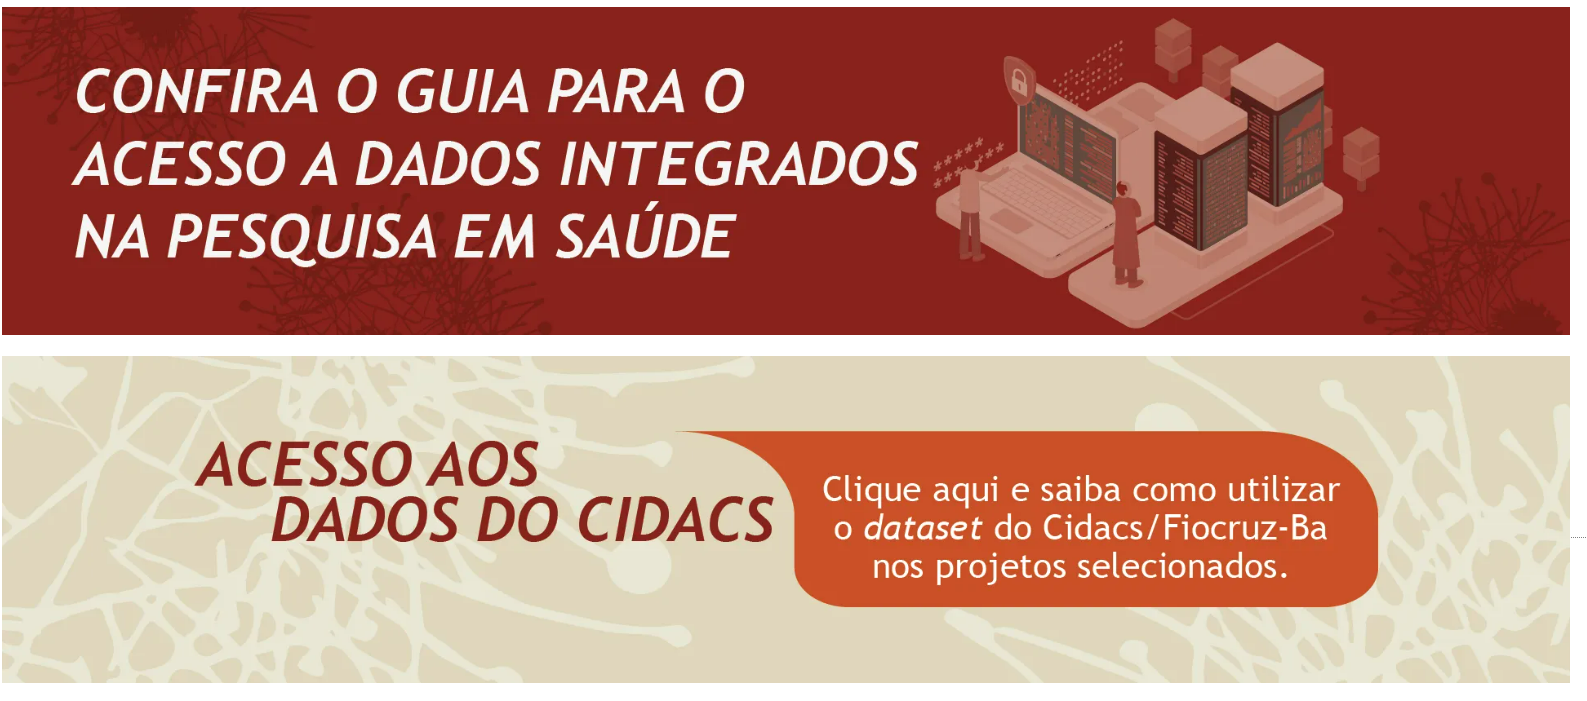 CONFIRA O GUIA PARA O
ACESSO A DADOS INTEGRADOS
NA PESQUISA EM SAÚDE
ACESSO AOS
DADOS DO CIDACS
Clique aqui e saiba como utilizar
o dataset do Cidacs/Fiocruz-Ba
nos projetos selecionados.